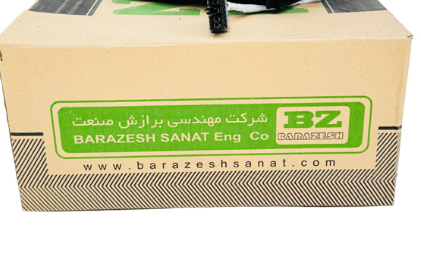 شرکت مهندسی برازش صنعت
BARAZESH SANAT Eng Co
BZ
BARAZESH
www.barazeshsanat.com